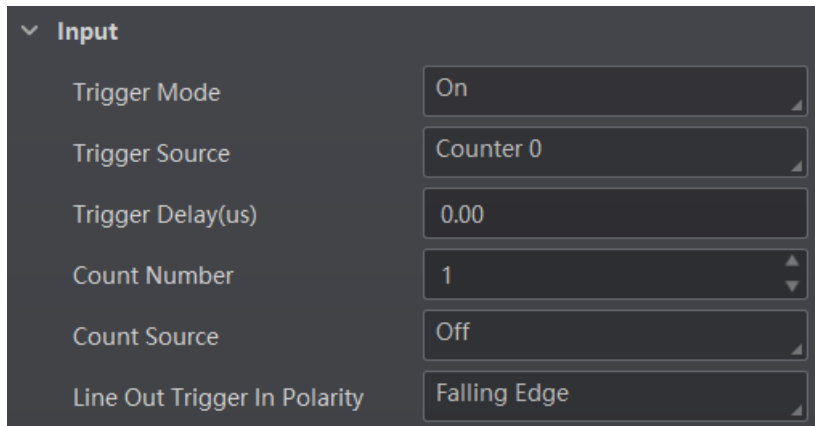 Input
Trigger Mode On
Trigger Source Counter 0
Trigger Delay(us) 0.00
Count Number 1
Count Source Off
Line Out Trigger In Polarity Falling Edge